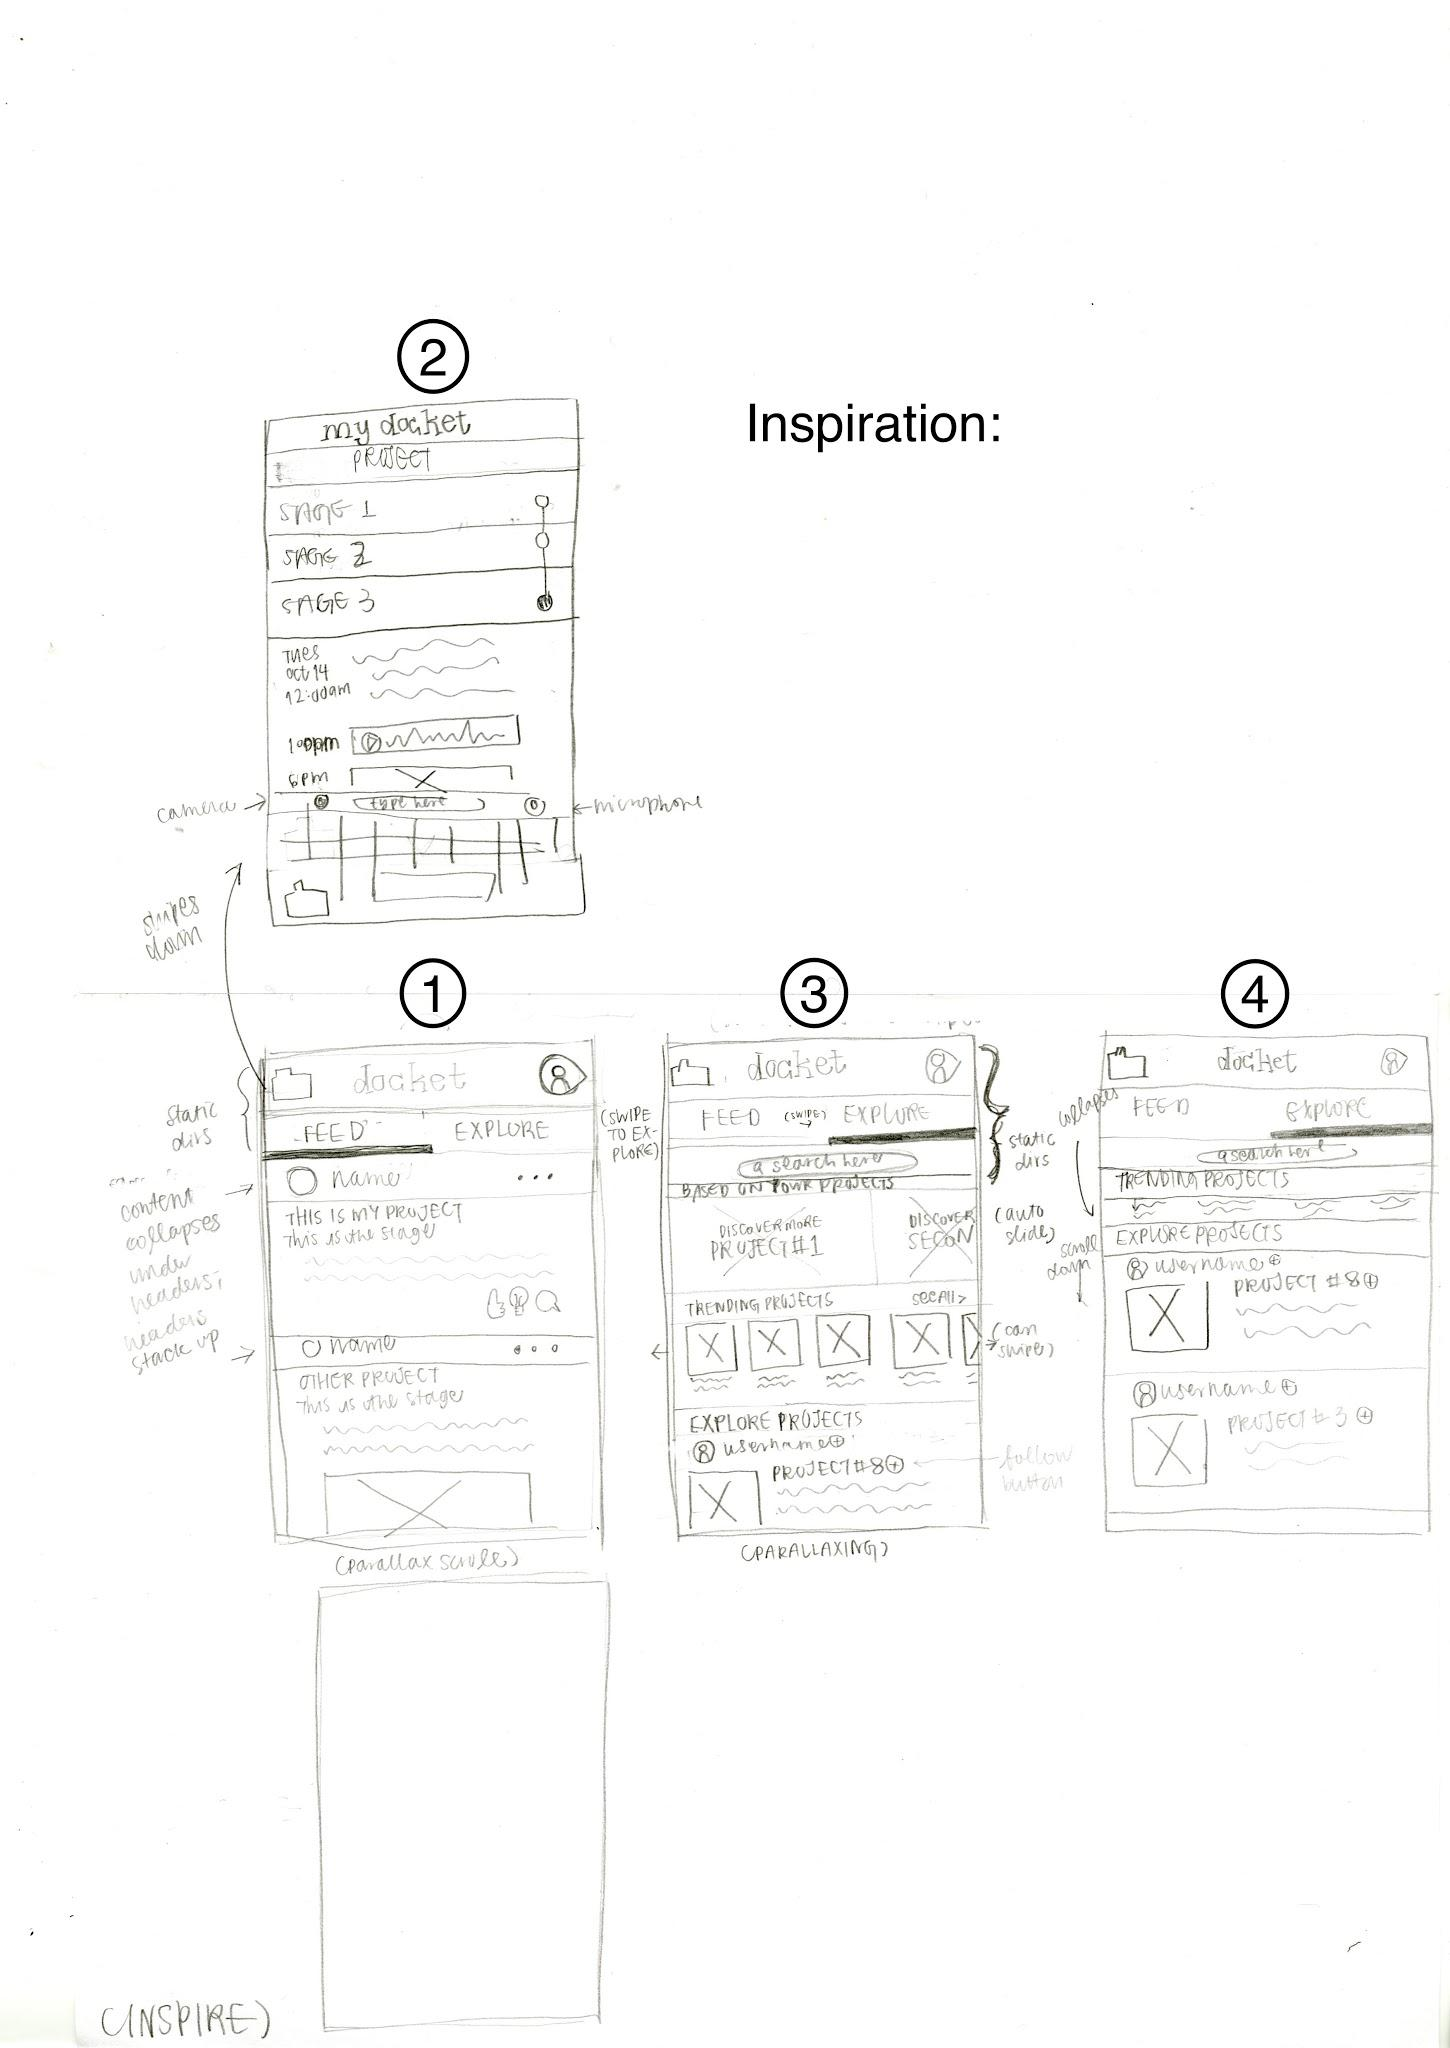 2
Inspiration:
my docket
PROJECT
STAGE 1
STAGE 2
STAGE 3
TUES
oct 14
12:00am
1:00pm
6pm
camera
type here
microphone
swipes
down
1
3
4
docket
FEED
EXPLORE
static
divs
name
content
collapses
under
headers,
headers
stack up
THIS IS MY PROJECT
This is the stage
name
OTHER PROJECT
This is the stage
(parallax scroll)
(SWIPE
TO EX-
PLORE)
docket
FEED
(SWIPE)
EXPLORE
static
divs
search here
BASED ON YOUR PROJECTS
DISCOVER MORE
PROJECT #1
DISCOVER
SECON
(auto
slide)
TRENDING PROJECTS
see all >
(can
swipe)
EXPLORE PROJECTS
username
PROJECT #8
follow
button
(PARALLAXING)
docket
collapses
FEED
EXPLORE
search here
TRENDING PROJECTS
EXPLORE PROJECTS
scroll
down
username
PROJECT #8
username
PROJECT #3
(INSPIRE)